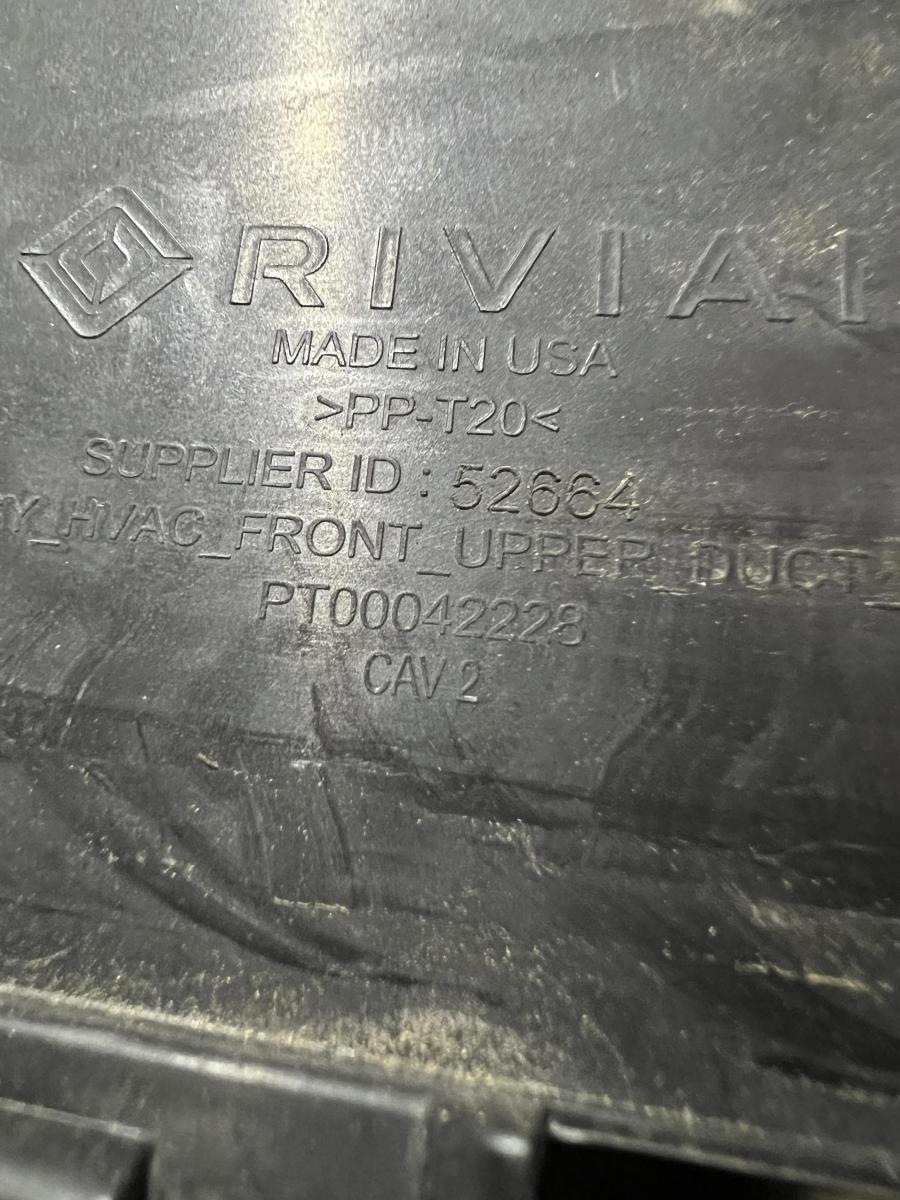 RIVIAN
MADE IN USA
>PP-T20<
SUPPLIER ID : 52664
Y_HVAC_FRONT_UPPER_DUCT_
PT00042228
CAV 2